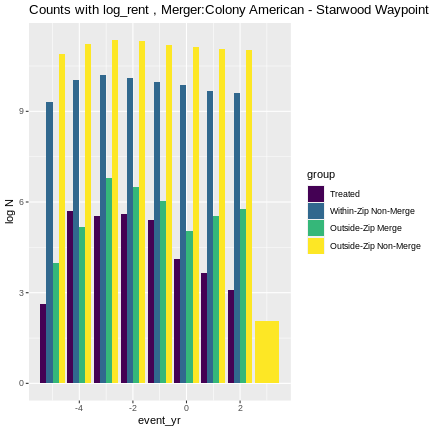 Counts with log_rent , Merger:Colony American - Starwood Waypoint
log N
9
6
3
0
-4
-2
0
2
event_yr
group
Treated
Within-Zip Non-Merge
Outside-Zip Merge
Outside-Zip Non-Merge